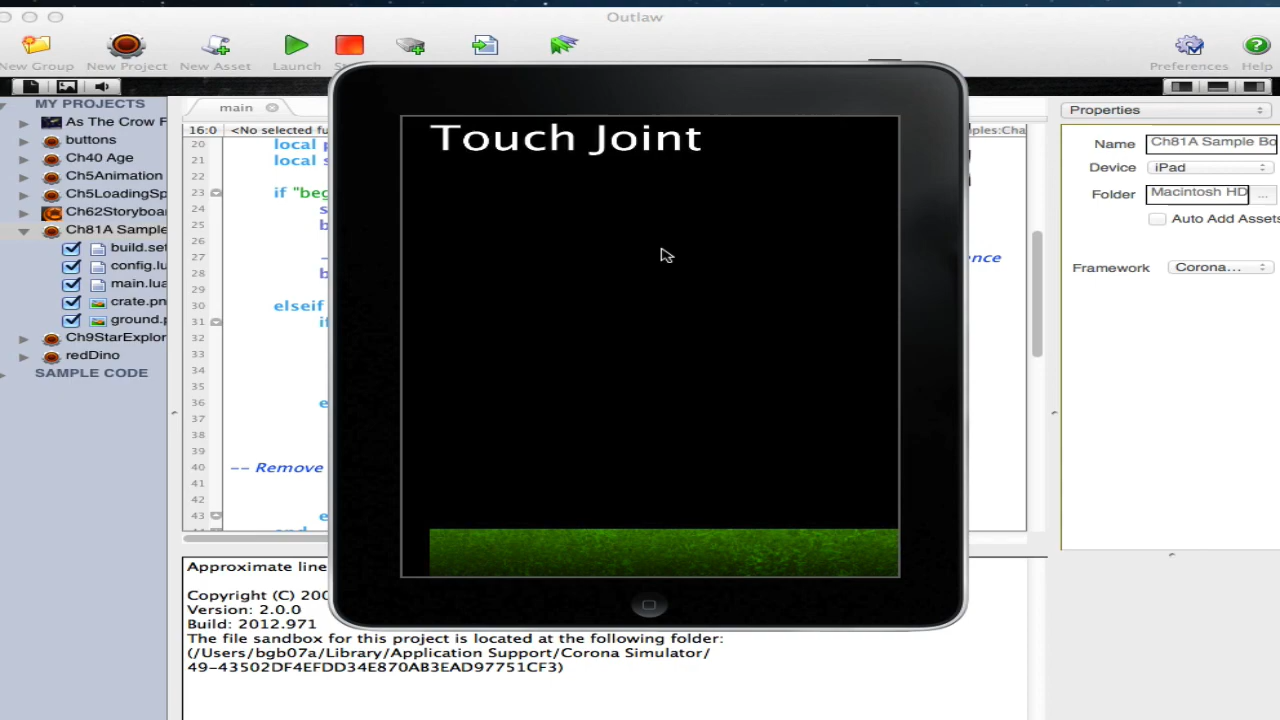 Outlaw
New Group
New Project
New Asset
Launch
Preferences
Help
MY PROJECTS
As The Crow F
buttons
Ch40 Age
Ch5Animation
Ch5LoadingSp
Ch62Storyboa
Ch81A Sample
build.set
config.lu
main.lua
crate.pn
ground.p
Ch9StarExplor
redDino
SAMPLE CODE
main
16:0 <No selected fu
ples:Cha
20 local p
21 local s
22
23 if "beg
24 s
25 b
26
27 -
ence
28 b
29
30 elseif
31 if
32
33
34
35
36 e
37
38
39
40 -- Remove
41
42
43 e
Touch Joint
Approximate line
Copyright (C) 200
Version: 2.0.0
Build: 2012.971
The file sandbox for this project is located at the following folder:
(/Users/bgb07a/Library/Application Support/Corona Simulator/
49-43502DF4EFDD34E870AB3EAD97751CF3)
Properties
Name Ch81A Sample Bo
Device iPad
Folder Macintosh HD ...
Auto Add Assets
Framework Corona...